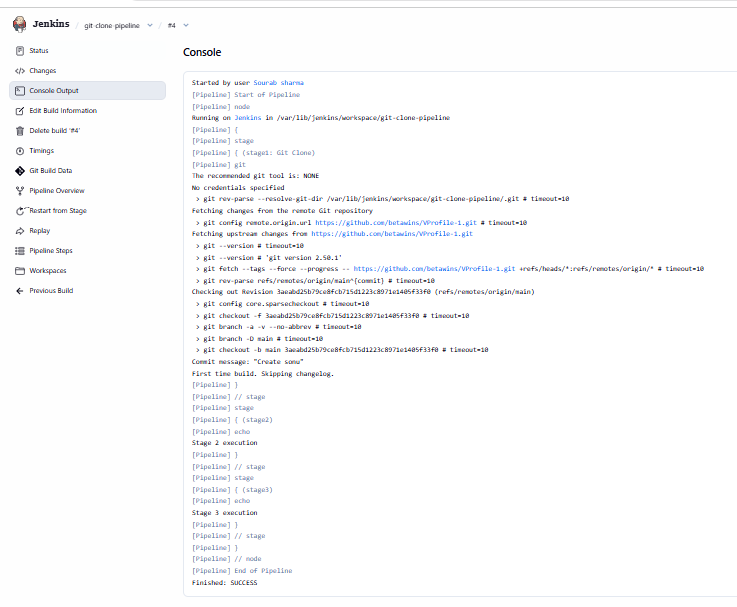 Jenkins / git-clone-pipeline / #4
Status
Changes
Console Output
Edit Build Information
Delete build '#4'
Timings
Git Build Data
Pipeline Overview
Restart from Stage
Replay
Pipeline Steps
Workspaces
Previous Build
Console
Started by user Sourab sharma
[Pipeline] Start of Pipeline
[Pipeline] node
Running on Jenkins in /var/lib/jenkins/workspace/git-clone-pipeline
[Pipeline] {
[Pipeline] stage
[Pipeline] { (stage1: Git Clone)
[Pipeline] git
The recommended git tool is: NONE
No credentials specified
> git rev-parse --resolve-git-dir /var/lib/jenkins/workspace/git-clone-pipeline/.git # timeout=10
Fetching changes from the remote Git repository
> git config remote.origin.url https://github.com/betawins/VProfile-1.git # timeout=10
Fetching upstream changes from https://github.com/betawins/VProfile-1.git
> git --version # timeout=10
> git --version # 'git version 2.50.1'
> git fetch --tags --force --progress -- https://github.com/betawins/VProfile-1.git +refs/heads/*:refs/remotes/origin/* # timeout=10
> git rev-parse refs/remotes/origin/main^{commit} # timeout=10
Checking out Revision 3aeabd25b79ce8fcb715d1223c8971e1405f33f0 (refs/remotes/origin/main)
> git config core.sparsecheckout # timeout=10
> git checkout -f 3aeabd25b79ce8fcb715d1223c8971e1405f33f0 # timeout=10
> git branch -a -v --no-abbrev # timeout=10
> git branch -D main # timeout=10
> git checkout -b main 3aeabd25b79ce8fcb715d1223c8971e1405f33f0 # timeout=10
Commit message: "Create sonu"
First time build. Skipping changelog.
[Pipeline] }
[Pipeline] // stage
[Pipeline] stage
[Pipeline] { (stage2)
[Pipeline] echo
Stage 2 execution
[Pipeline] }
[Pipeline] // stage
[Pipeline] stage
[Pipeline] { (stage3)
[Pipeline] echo
Stage 3 execution
[Pipeline] }
[Pipeline] // stage
[Pipeline] }
[Pipeline] // node
[Pipeline] End of Pipeline
Finished: SUCCESS